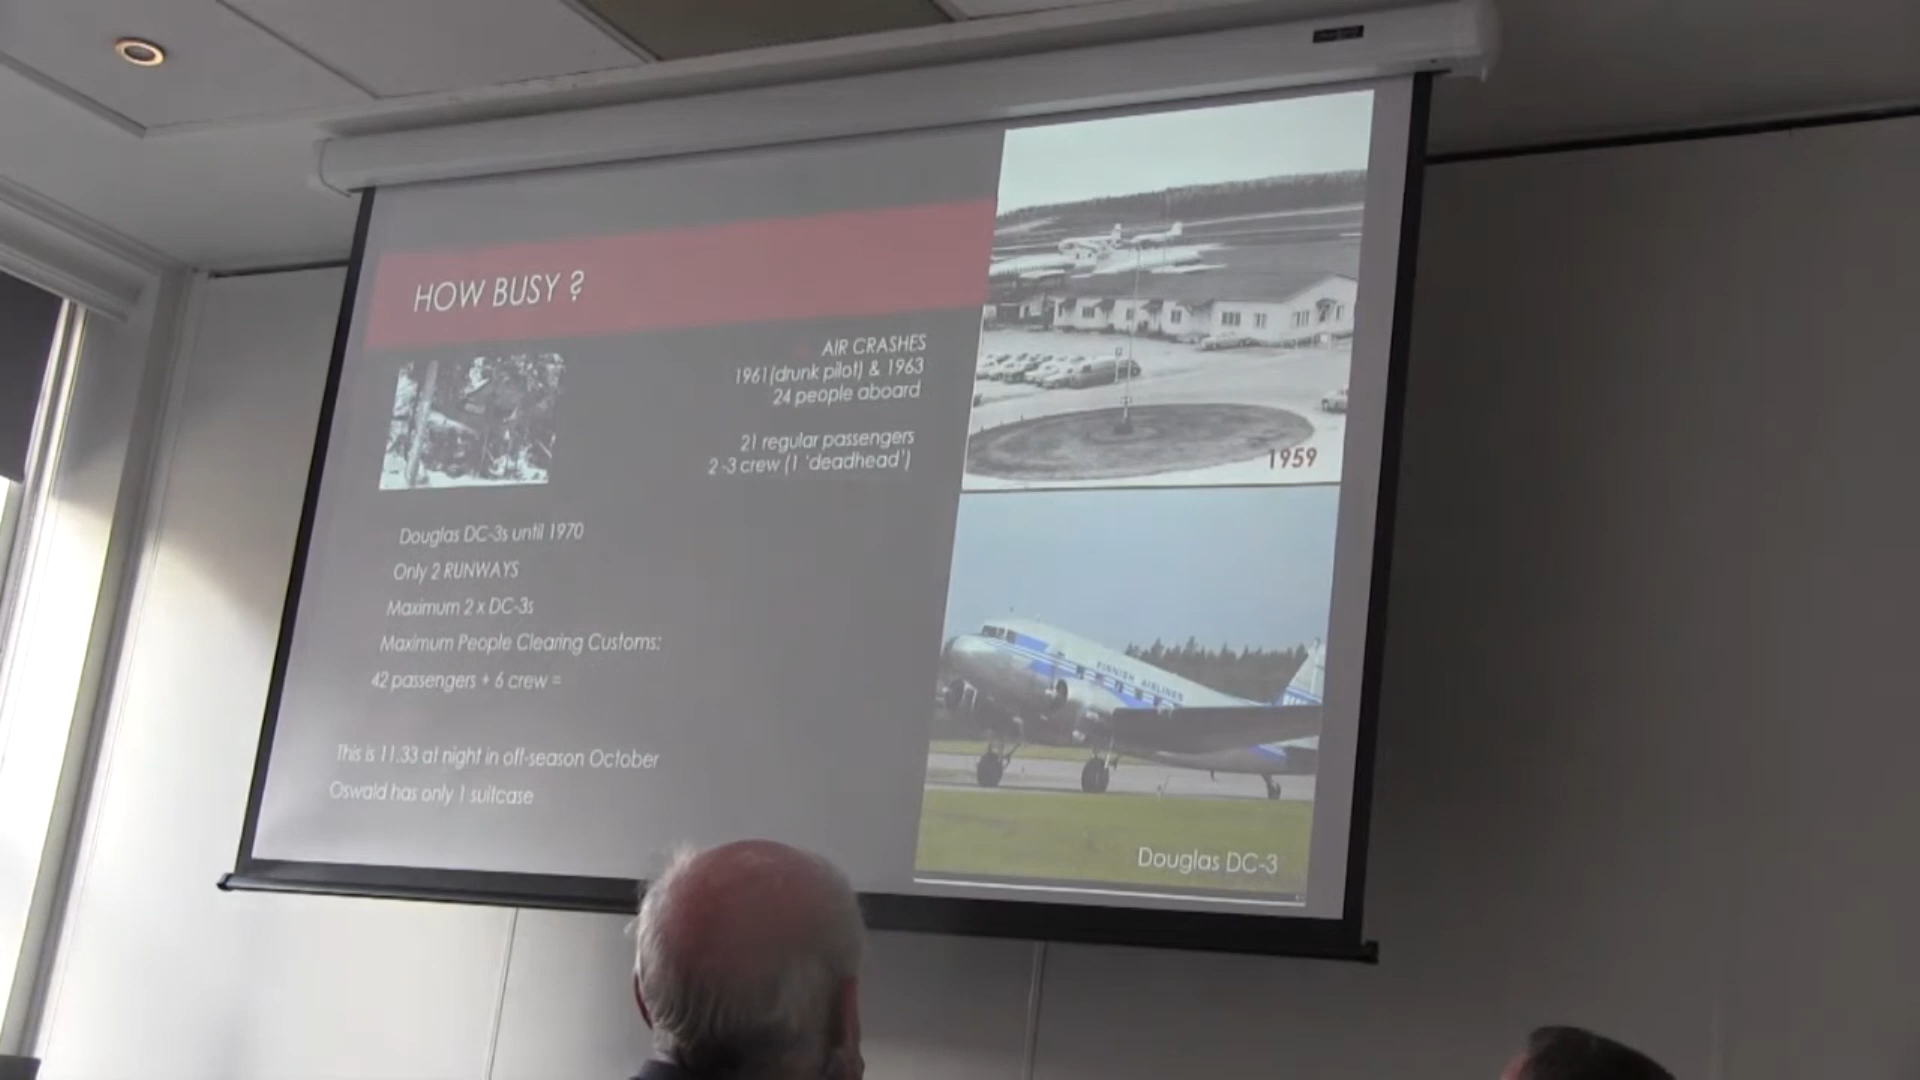 HOW BUSY ?
AIR CRASHES
1961(drunk pilot) & 1963
24 people aboard
21 regular passengers
2 -3 crew (1 'deadhead')
Douglas DC-3s until 1970
Only 2 RUNWAYS
Maximum 2 x DC-3s
Maximum People Clearing Customs:
42 passengers + 6 crew =
This is 11.33 at night in off-season October
Oswald has only 1 suitcase
1959
FINNISH AIRLINES
Douglas DC-3